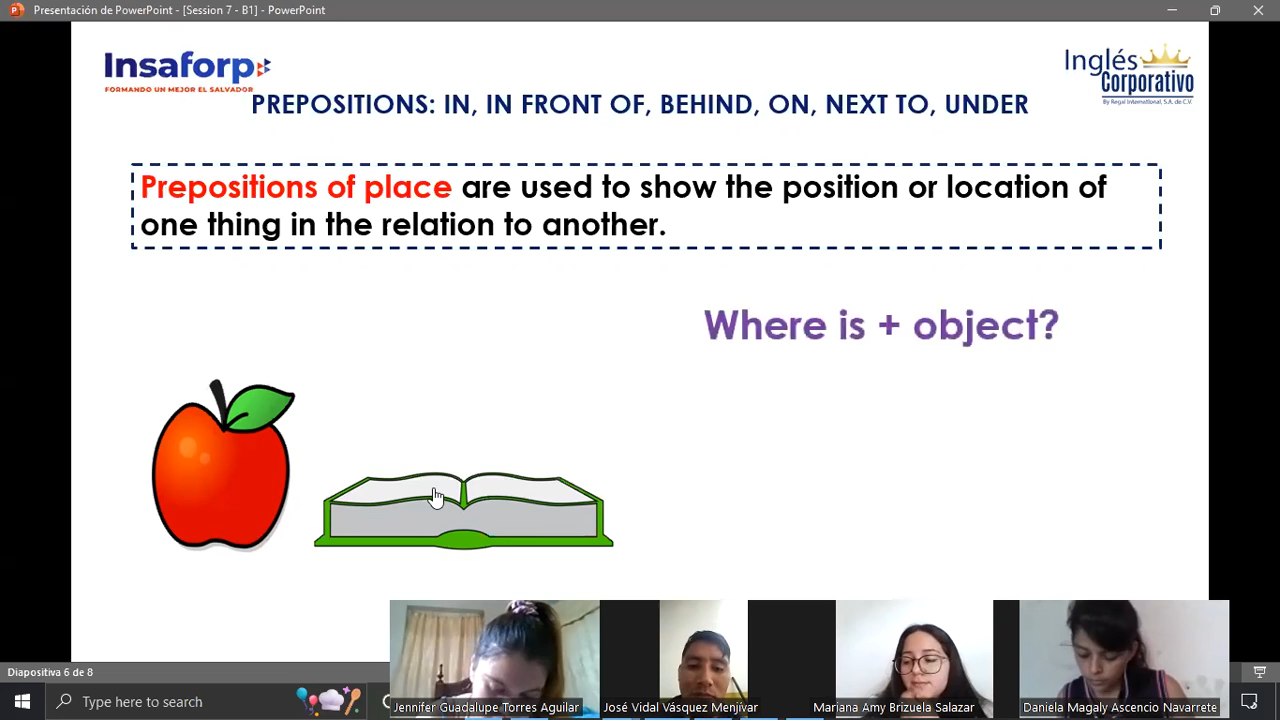 Presentación de PowerPoint - [Session 7 - B1] - PowerPoint
Insaforp
FORMANDO UN MEJOR EL SALVADOR
Inglés
Corporativo
By Regal International, S.A. de C.V.
PREPOSITIONS: IN, IN FRONT OF, BEHIND, ON, NEXT TO, UNDER
Prepositions of place are used to show the position or location of
one thing in the relation to another.
Where is + object?
Diapositiva 6 de 8
Type here to search
Jennifer Guadalupe Torres Aguilar
José Vidal Vásquez Menjívar
Mariana Amy Brizuela Salazar
Daniela Magaly Ascencio Navarrete